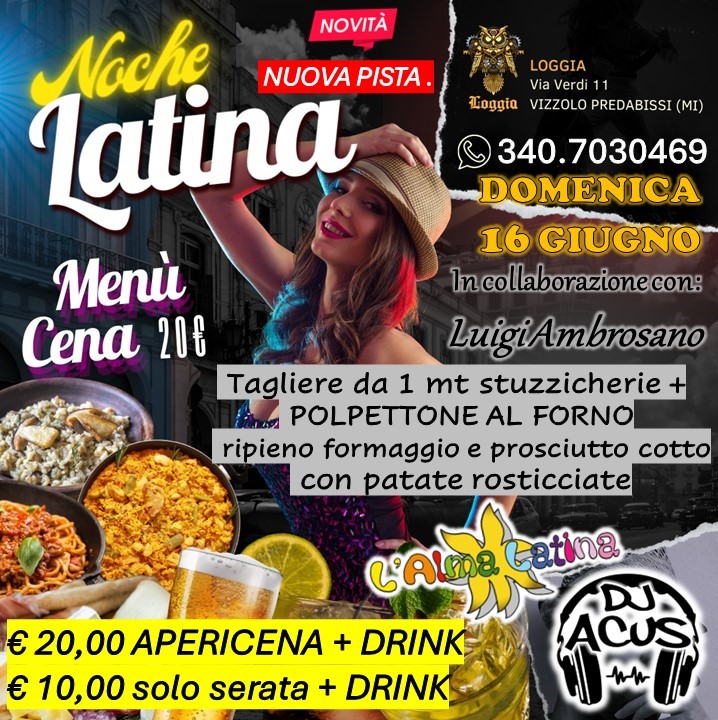 NOVITÀ
Noche
Latina
NUOVA PISTA .
Loggia
LOGGIA
Via Verdi 11
VIZZOLO PREDABISSI (MI)
340.7030469
DOMENICA
16 GIUGNO
In collaborazione con:
Luigi Ambrosano
Menù
Cena 20€
Tagliere da 1 mt stuzzicherie +
POLPETTONE AL FORNO
ripieno formaggio e prosciutto cotto
con patate rosticciate
L'Alma Latina
DJ
ACUS
€ 20,00 APERICENA + DRINK
€ 10,00 solo serata + DRINK